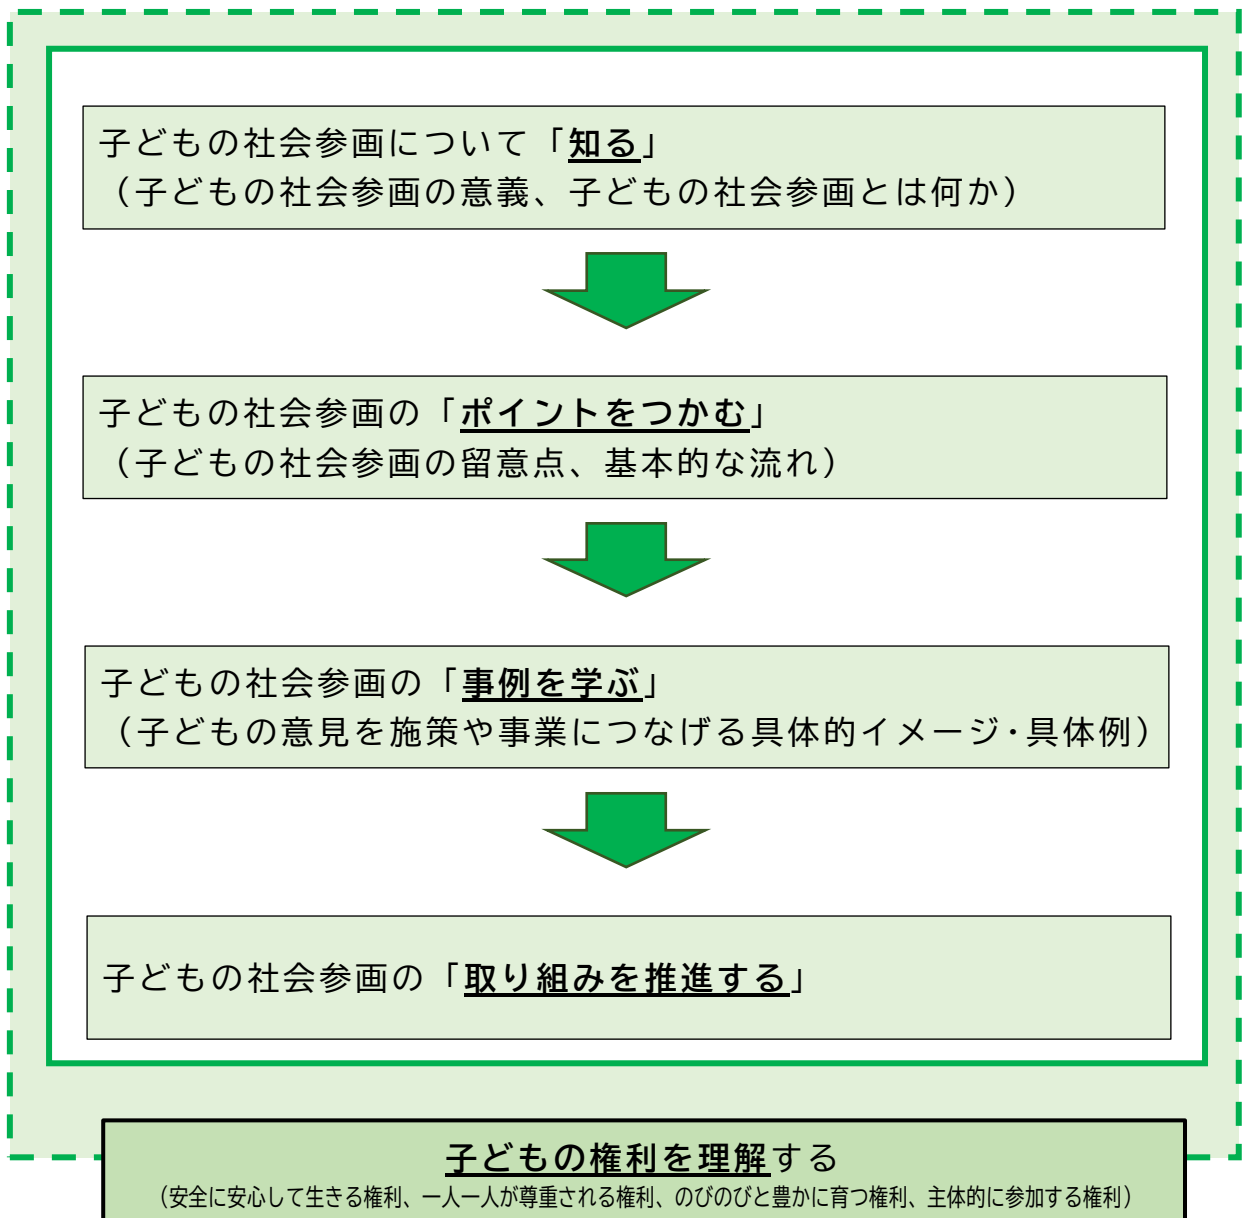 子どもの社会参画について「知る」
（子どもの社会参画の意義、子どもの社会参画とは何か）
子どもの社会参画の「ポイントをつかむ」
（子どもの社会参画の留意点、基本的な流れ）
子どもの社会参画の「事例を学ぶ」
（子どもの意見を施策や事業につなげる具体的イメージ・具体例）
子どもの社会参画の「取り組みを推進する」
子どもの権利を理解する
（安全に安心して生きる権利、一人一人が尊重される権利、のびのびと豊かに育つ権利、主体的に参加する権利）